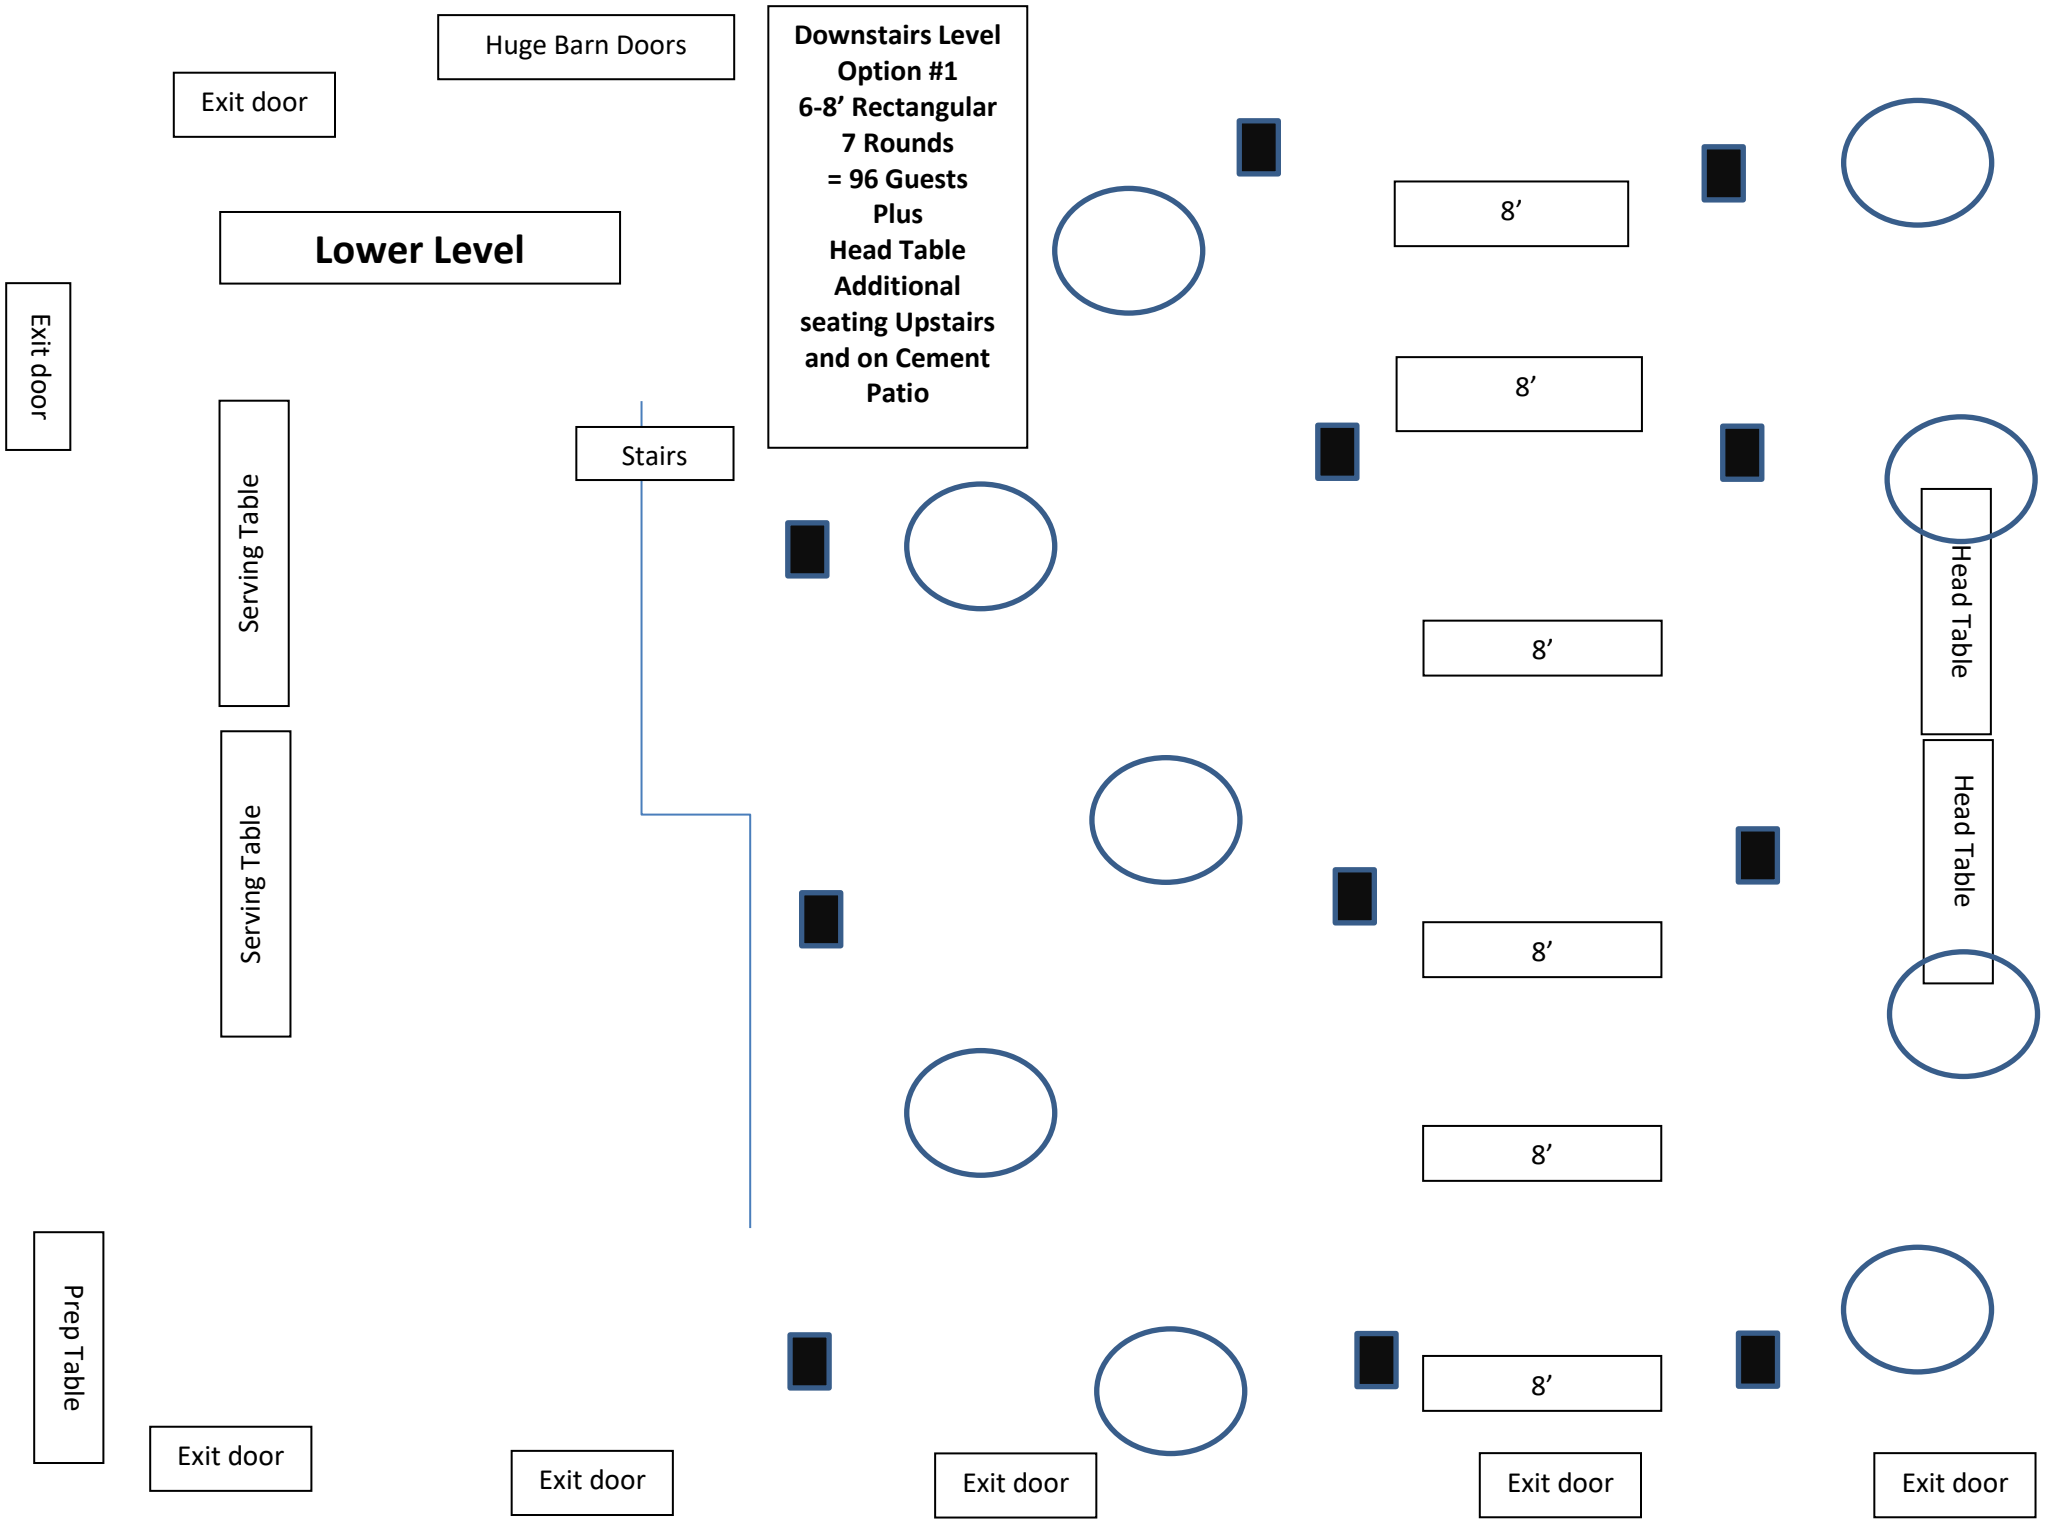 Huge Barn Doors
Exit door
Lower Level
Downstairs Level
Option #1
6-8’ Rectangular
7 Rounds
= 96 Guests
Plus
Head Table
Additional
seating Upstairs
and on Cement
Patio
8’
8’
Exit door
Stairs
Serving Table
Serving Table
8’
Head Table
Head Table
8’
8’
Prep Table
8’
Exit door
Exit door
Exit door
Exit door
Exit door